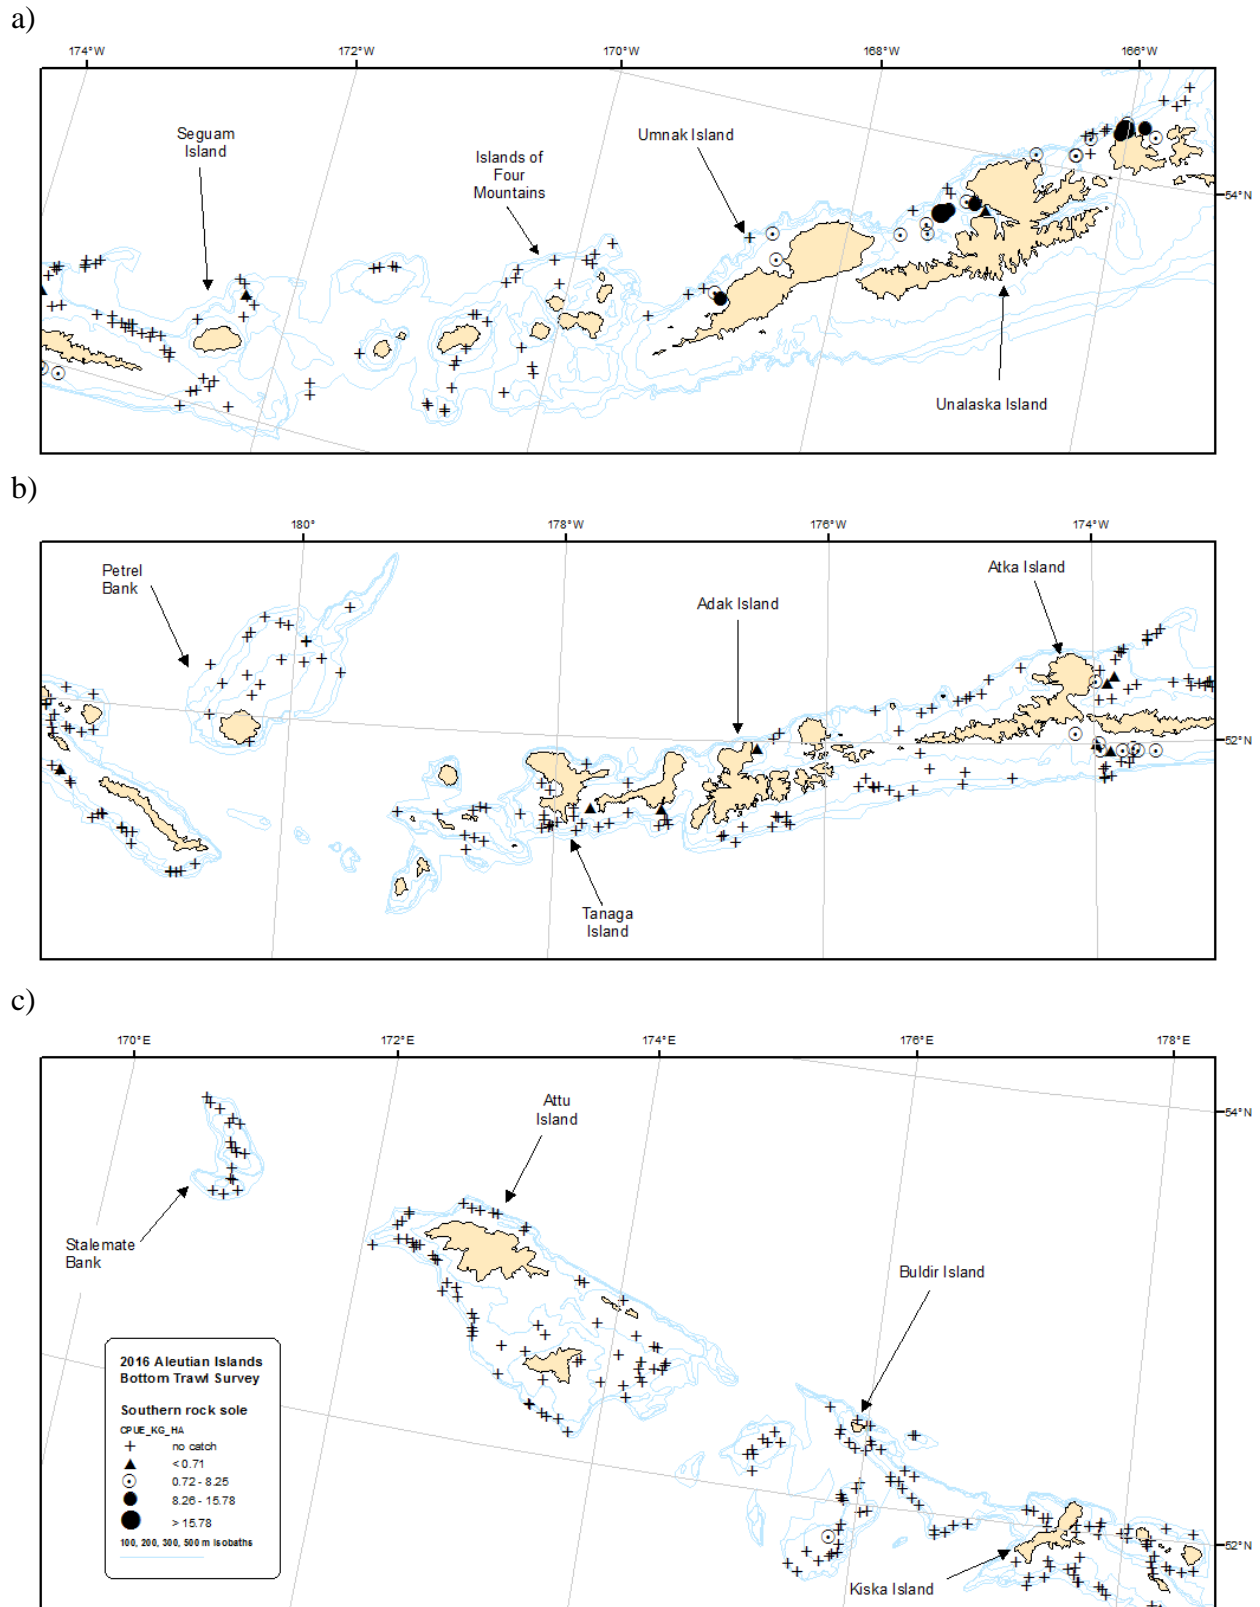 a)
174°W 172°W 170°W 168°W 166°W
Seguam
Island
Islands of
Four
Mountains
Umnak Island
54°N
Unalaska Island
b)
180° 178°W 176°W 174°W
Petrel
Bank
Adak Island
Atka Island
52°N
Tanaga
Island
c)
170°E 172°E 174°E 176°E 178°E
Attu
Island
54°N
Stalemate
Bank
Buldir Island
2016 Aleutian Islands
Bottom Trawl Survey
Southern rock sole
CPUE_KG_HA
no catch
< 0.71
0.72 - 8.25
8.26 - 15.78
> 15.78
100, 200, 300, 500 m Isobaths
52°N
Kiska Island